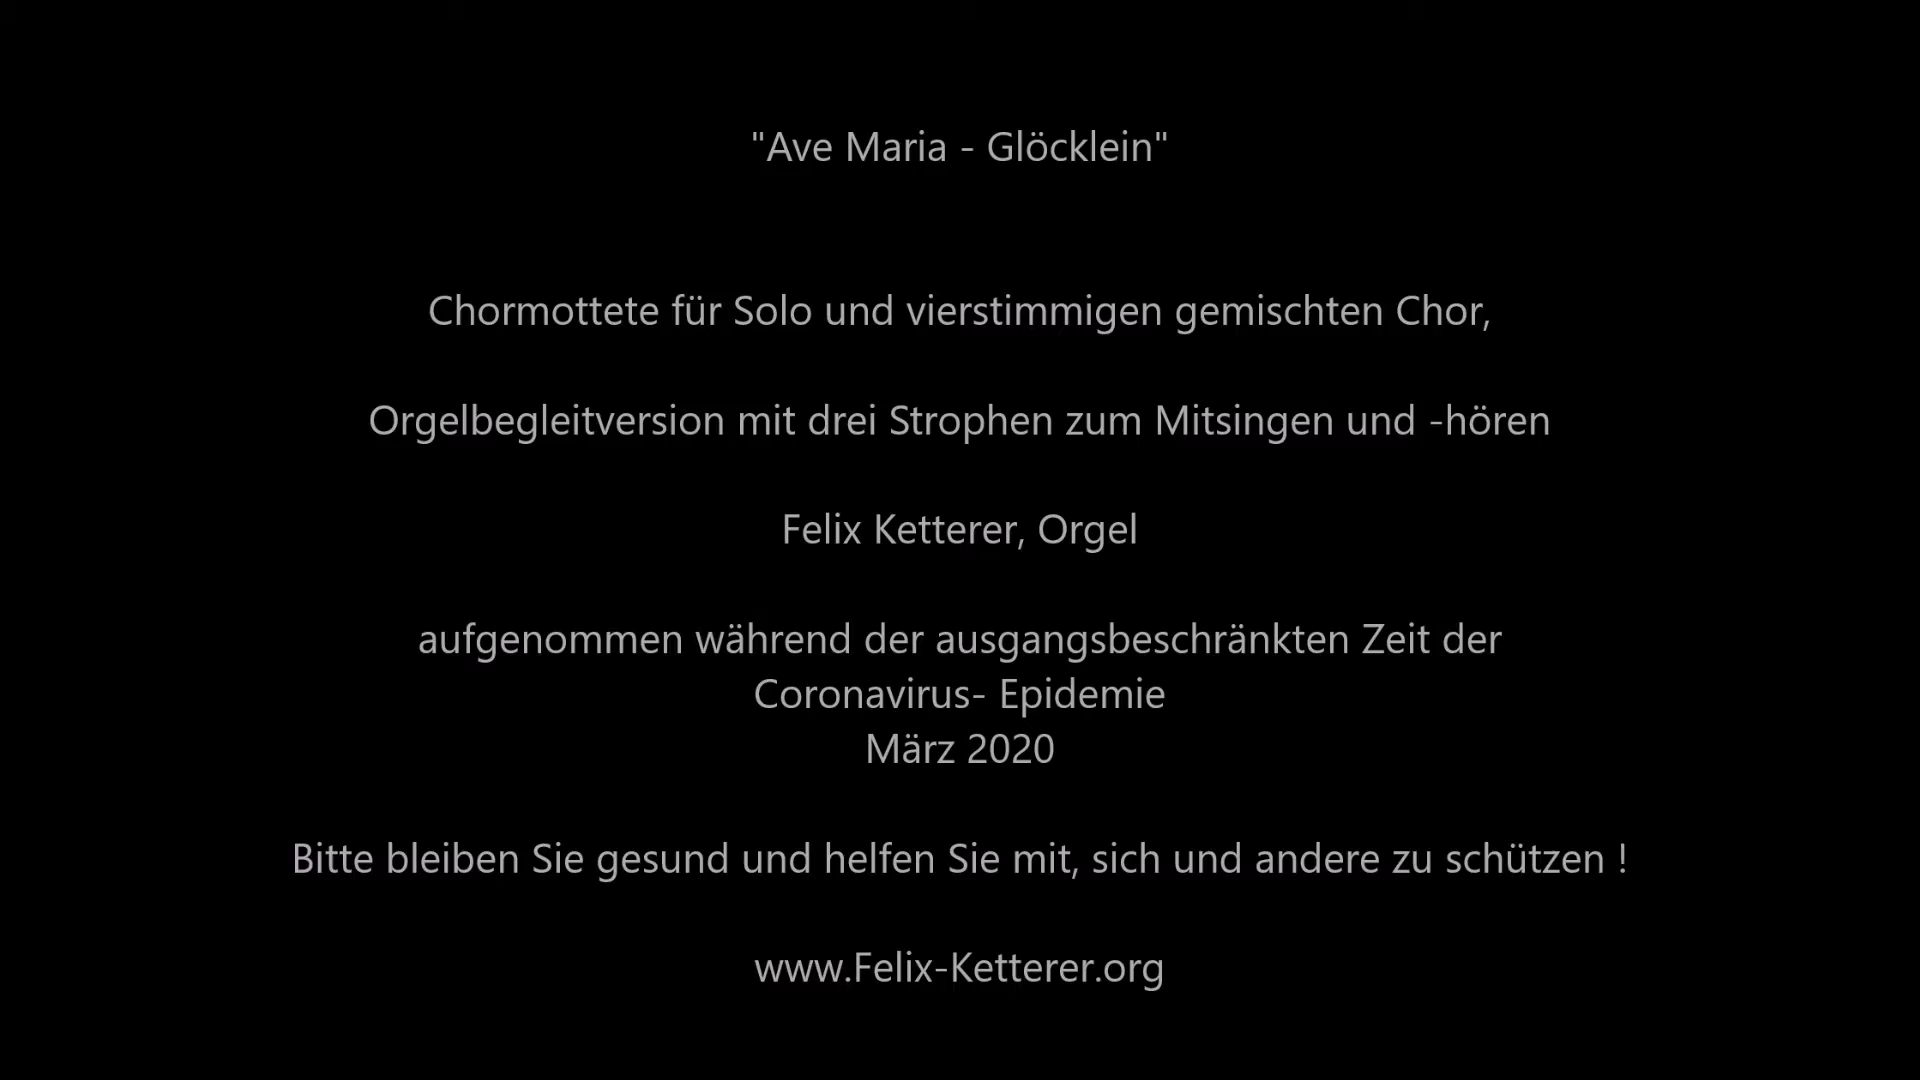 "Ave Maria - Glöcklein"
Chormottete für Solo und vierstimmigen gemischten Chor,
Orgelbegleitversion mit drei Strophen zum Mitsingen und -hören
Felix Ketterer, Orgel
aufgenommen während der ausgangsbeschränkten Zeit der
Coronavirus- Epidemie
März 2020
Bitte bleiben Sie gesund und helfen Sie mit, sich und andere zu schützen !
www.Felix-Ketterer.org